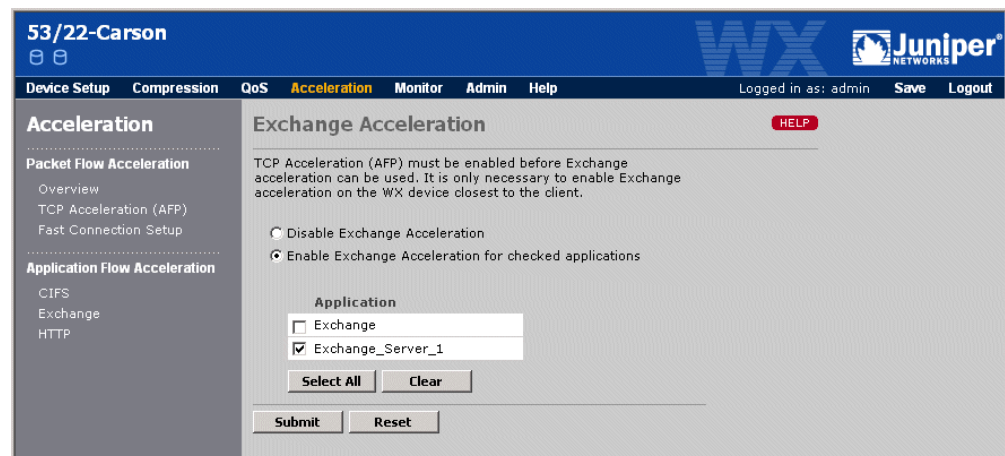 53/22-Carson
WX
Juniper®
NETWORKS
Device Setup Compression QoS Acceleration Monitor Admin Help Logged in as: admin Save Logout
Acceleration
Packet Flow Acceleration
Overview
TCP Acceleration (AFP)
Fast Connection Setup
Application Flow Acceleration
CIFS
Exchange
HTTP
Exchange Acceleration
HELP
TCP Acceleration (AFP) must be enabled before Exchange
acceleration can be used. It is only necessary to enable Exchange
acceleration on the WX device closest to the client.
Disable Exchange Acceleration
Enable Exchange Acceleration for checked applications
Application
Exchange
Exchange_Server_1
Select All Clear
Submit Reset